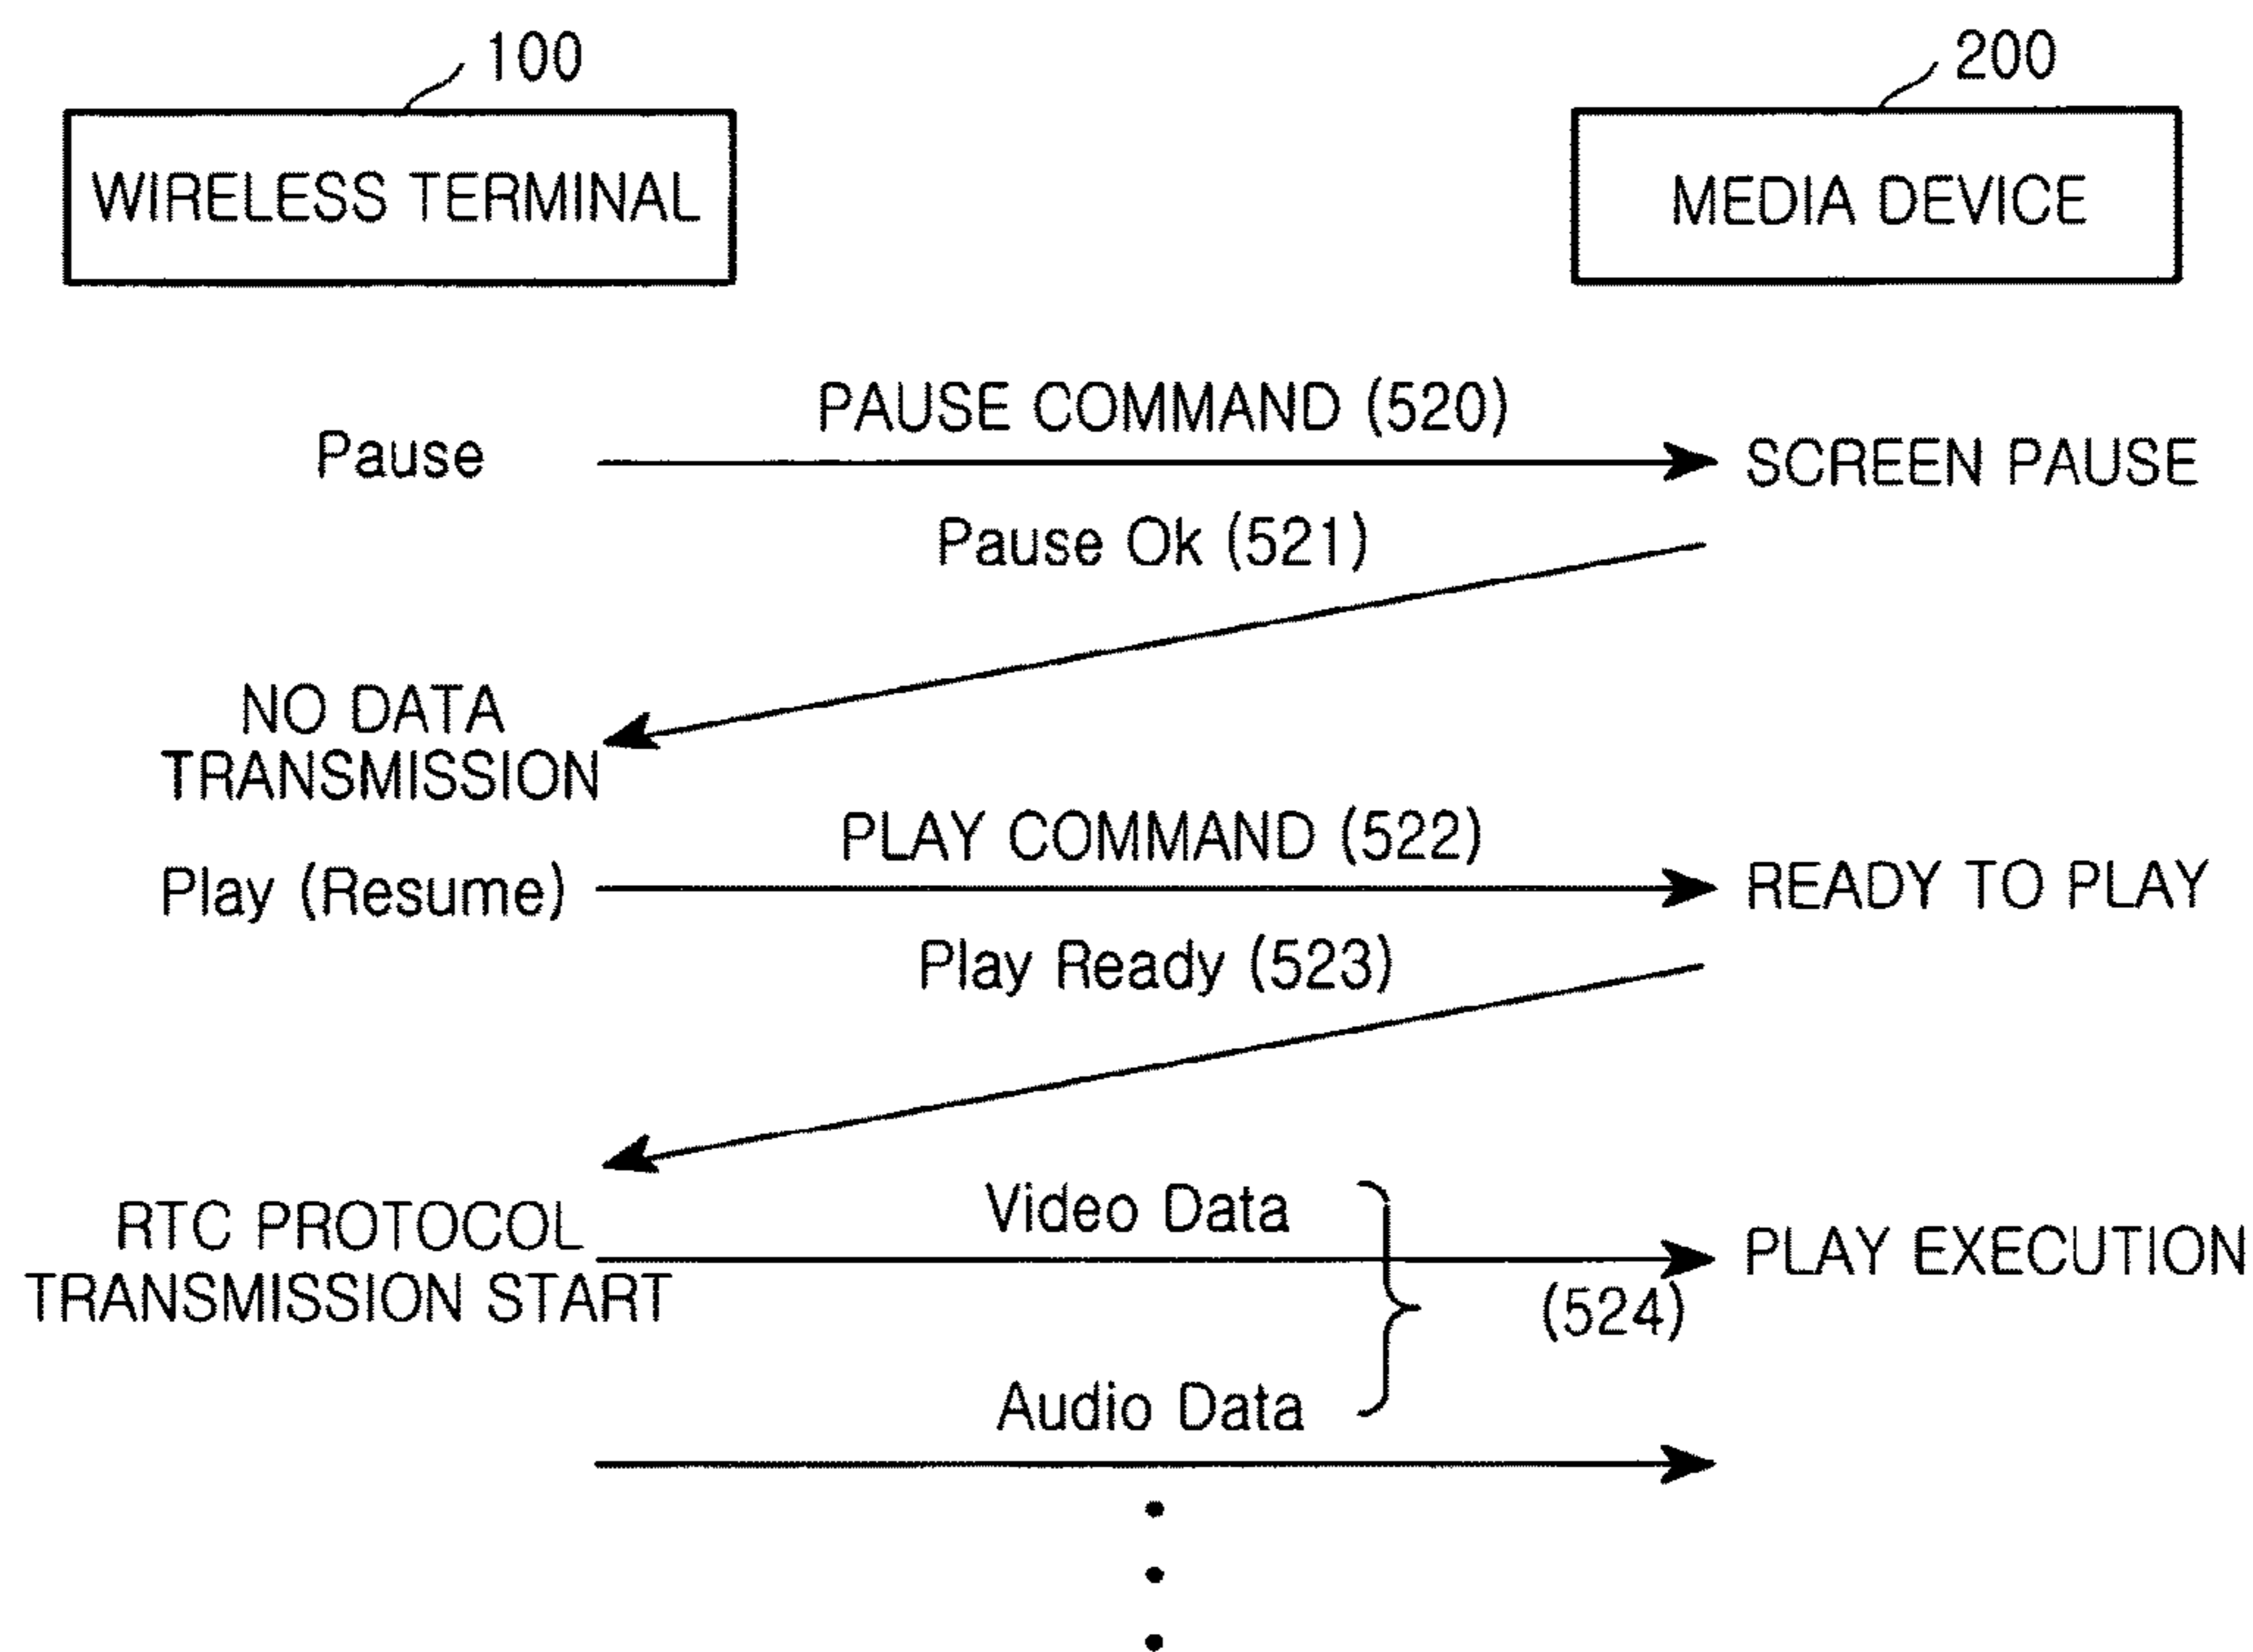 100
200
WIRELESS TERMINAL
MEDIA DEVICE
PAUSE COMMAND (520)
Pause
SCREEN PAUSE
Pause Ok (521)
NO DATA
TRANSMISSION
PLAY COMMAND (522)
Play (Resume)
READY TO PLAY
Play Ready (523)
Video Data
RTC PROTOCOL
TRANSMISSION START
PLAY EXECUTION
(524)
Audio Data